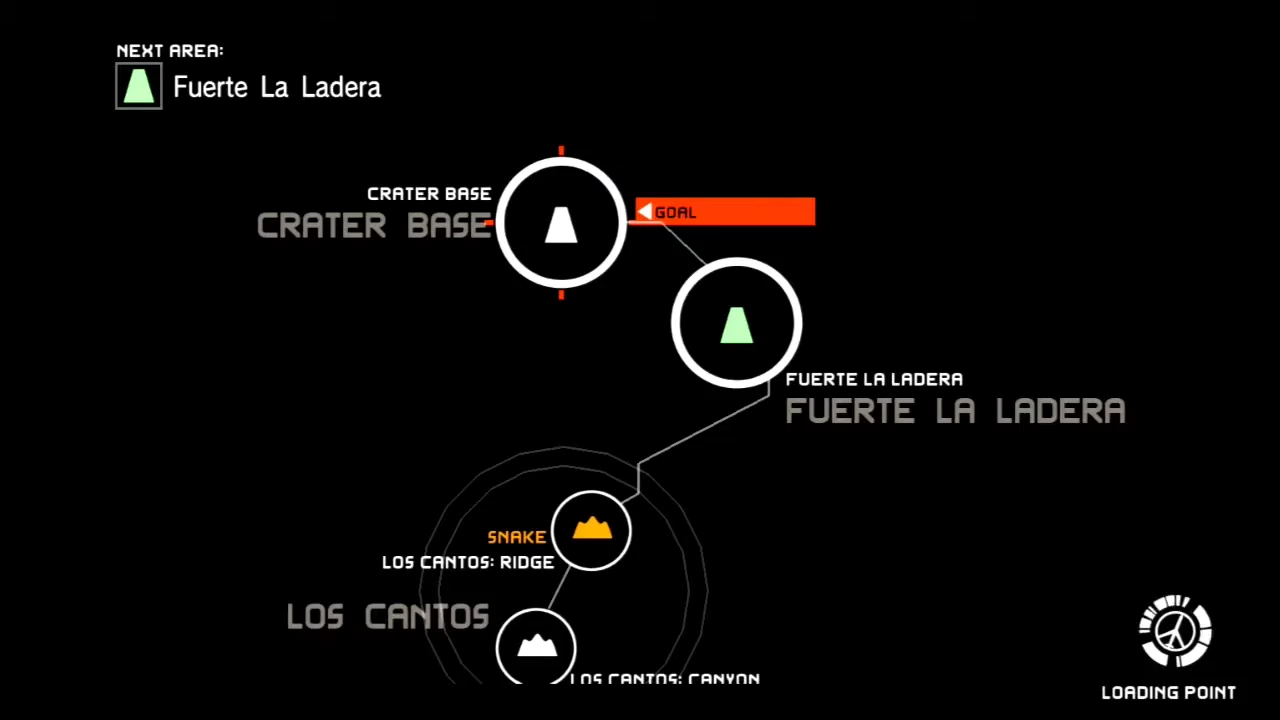 NEXT AREA:
Fuerte La Ladera
CRATER BASE
CRATER BASE
GOAL
FUERTE LA LADERA
FUERTE LA LADERA
SNAKE
LOS CANTOS: RIDGE
LOS CANTOS
LOS CANTOS: CANYON
LOADING POINT